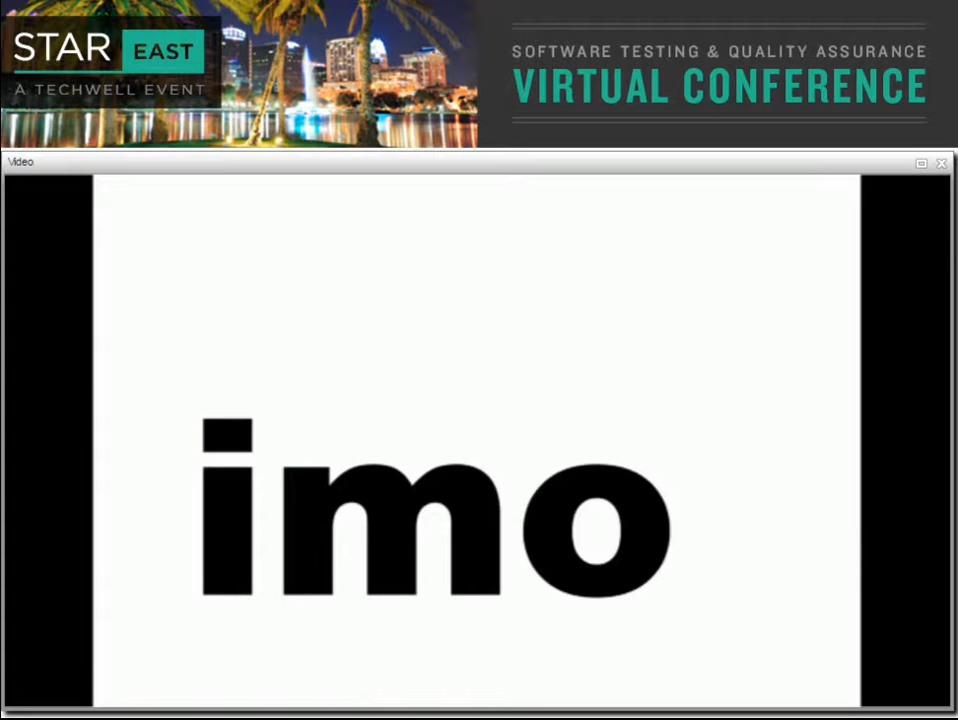 STAR EAST
A TECHWELL EVENT
SOFTWARE TESTING & QUALITY ASSURANCE
VIRTUAL CONFERENCE
Video
imo